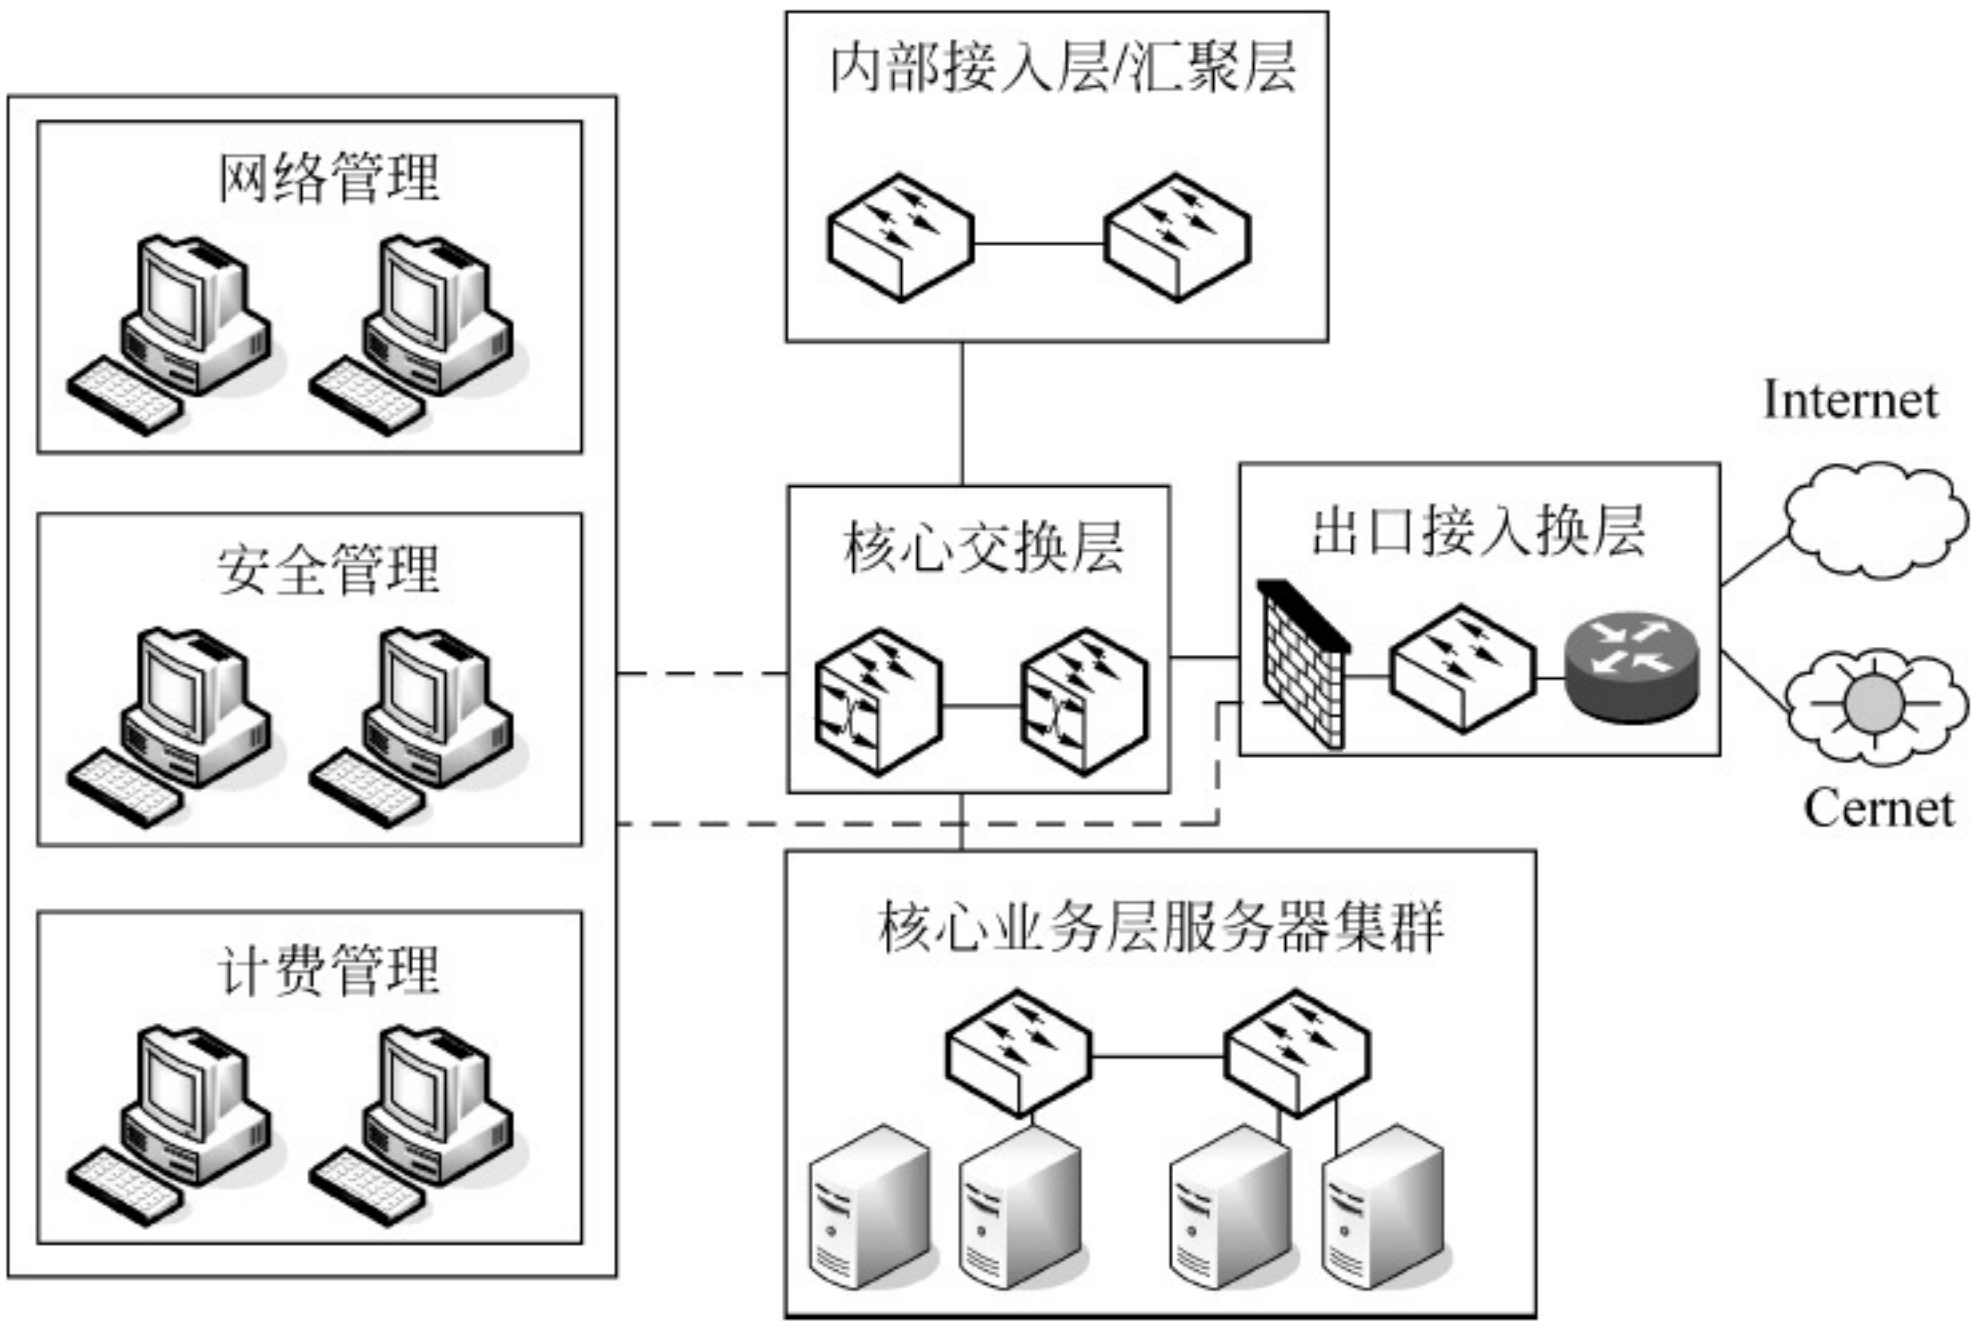 内部接入层/汇聚层
网络管理
Internet
核心交换层
出口接入换层
安全管理
Cernet
核心业务层服务器集群
计费管理